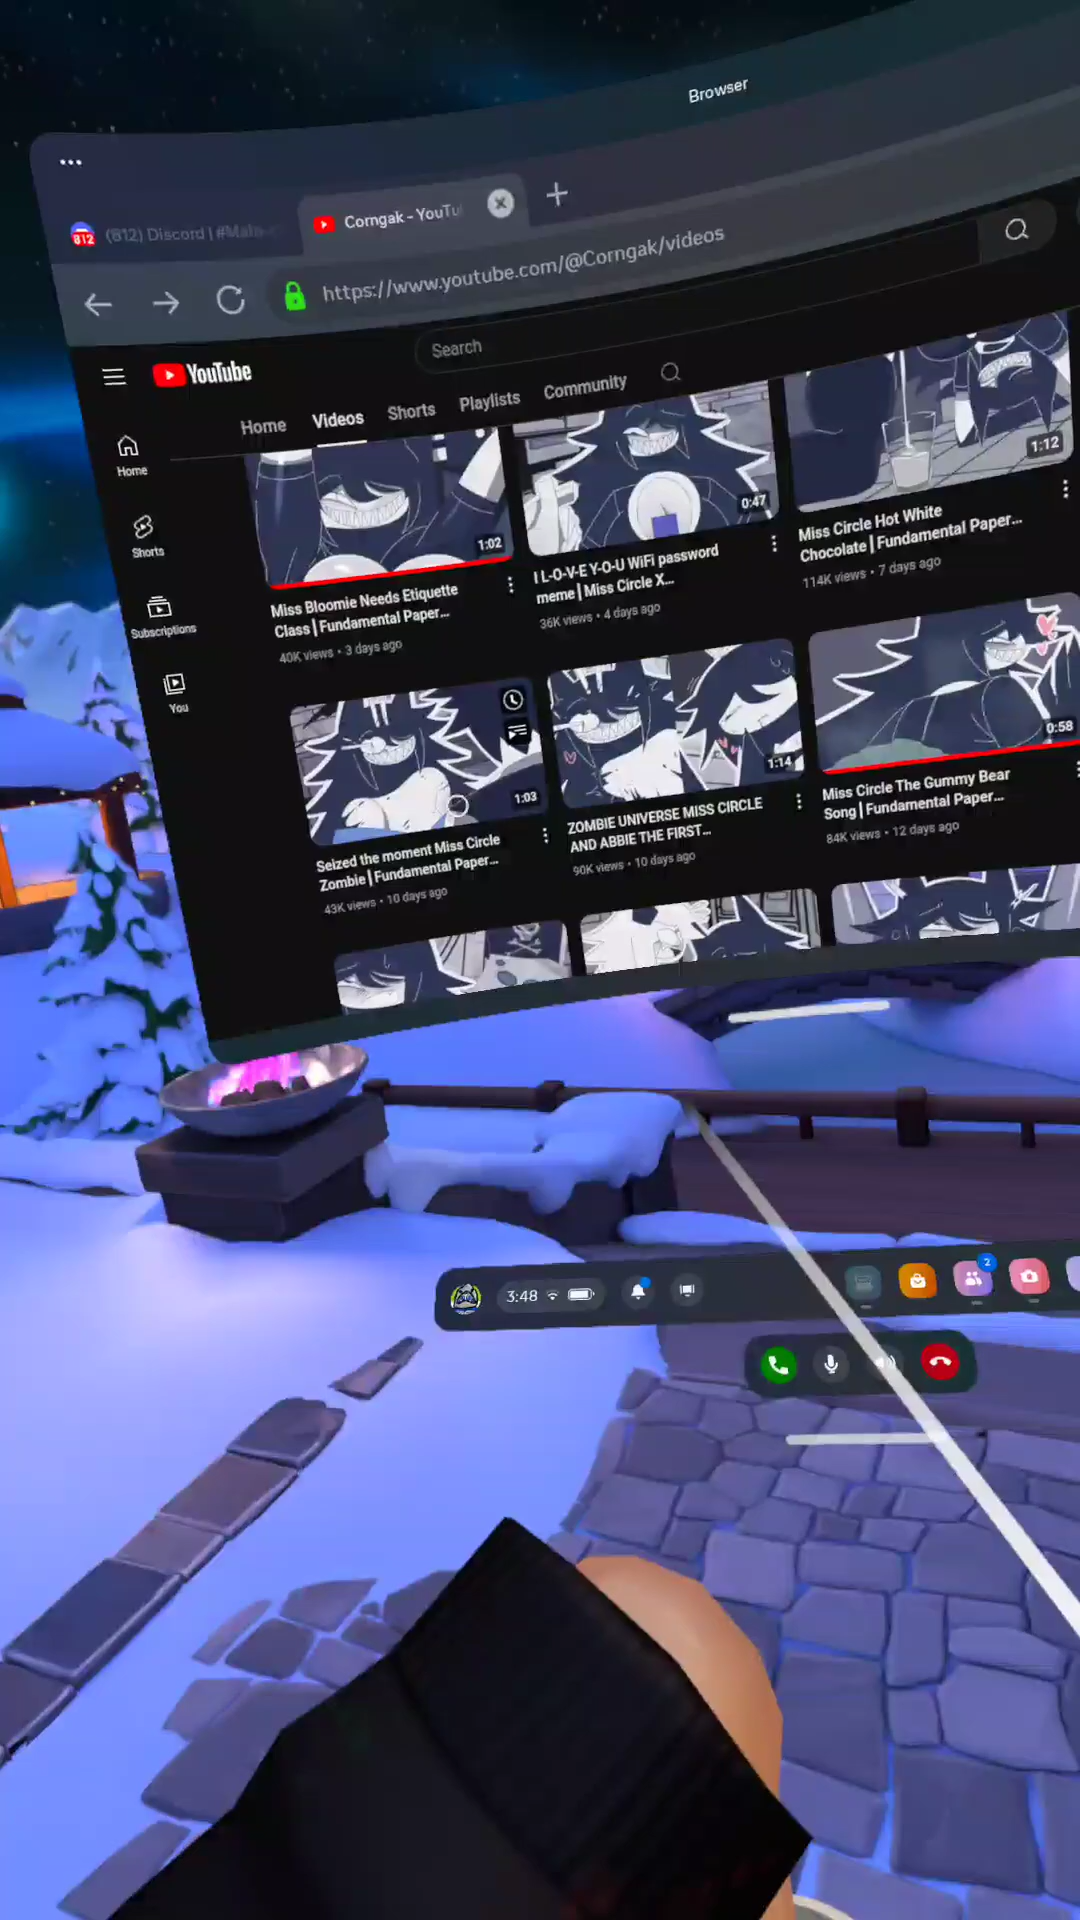 Browser
(812) Discord | #Math
Corngak - YouTu
https://www.youtube.com/@Corngak/videos
YouTube
Search
Home
Videos
Shorts
Playlists
Community
Home
Shorts
Subscriptions
You
1:02
Miss Bloomie Needs Etiquette
Class | Fundamental Paper...
40K views • 3 days ago
0:47
I L-O-V-E Y-O-U WiFi password
meme | Miss Circle X...
36K views • 4 days ago
1:12
Miss Circle Hot White
Chocolate | Fundamental Paper...
114K views • 7 days ago
1:03
Seized the moment Miss Circle
Zombie | Fundamental Paper...
43K views • 10 days ago
1:14
ZOMBIE UNIVERSE MISS CIRCLE
AND ABBIE THE FIRST...
90K views • 10 days ago
0:58
Miss Circle The Gummy Bear
Song | Fundamental Paper...
84K views • 12 days ago
3:48
2